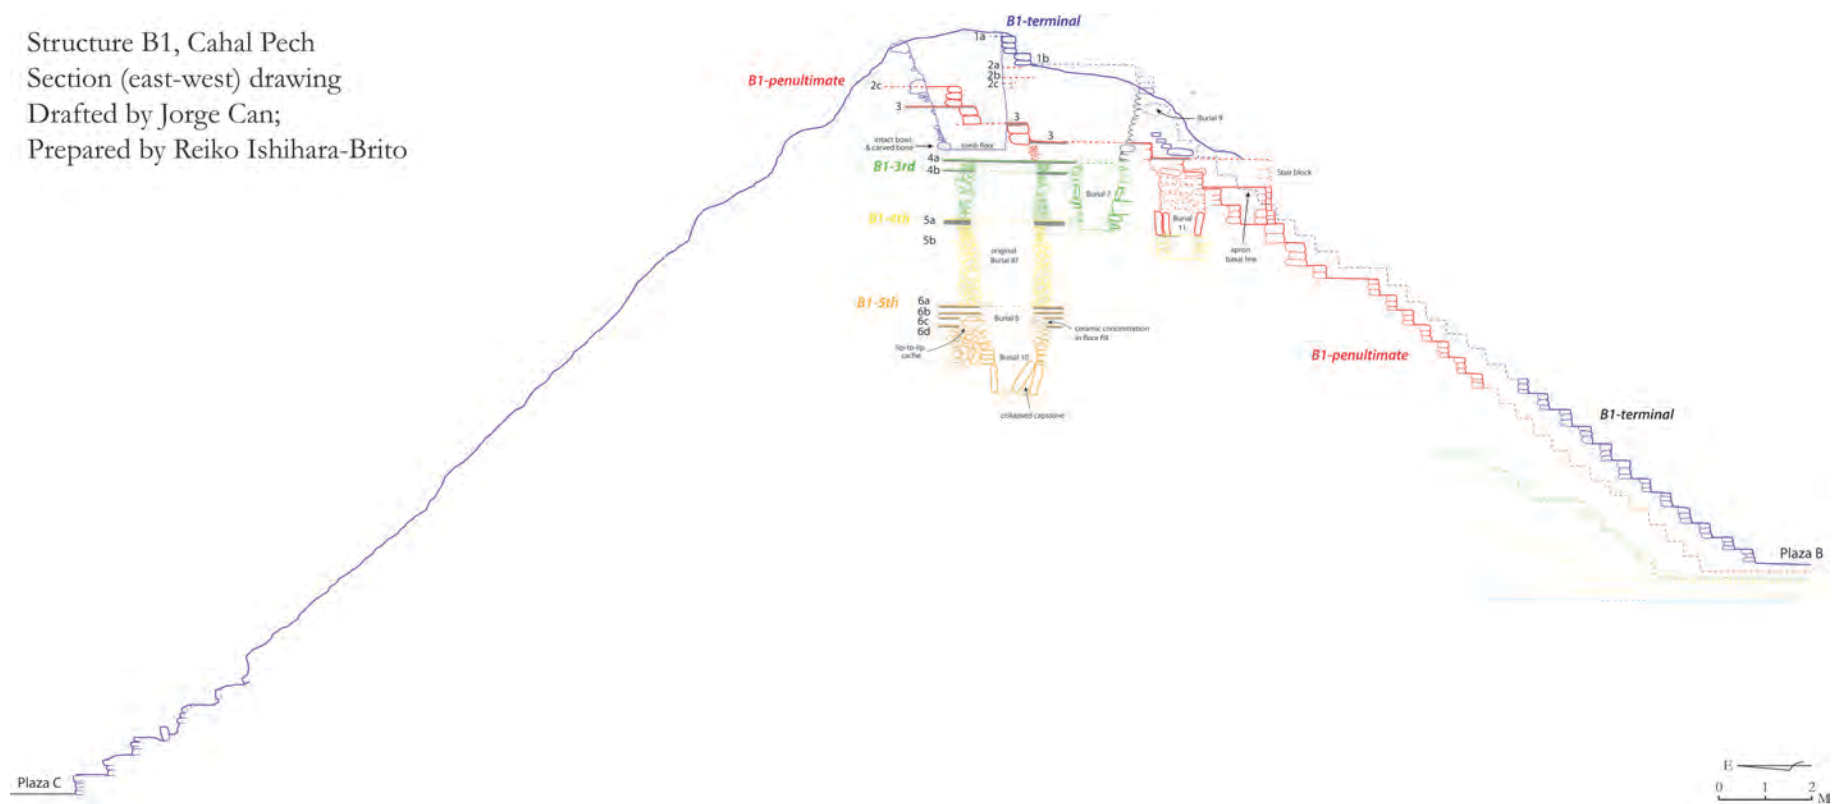 Structure B1, Cahal Pech
Section (east-west) drawing
Drafted by Jorge Can;
Prepared by Reiko Ishihara-Brito
B1-terminal
1a
1b
2a
2b
2c
B1-penultimate
2c
3
3
3
Burial 9
intact bowl
& carved bone
tomb floor
4a
B1-3rd
4b
Burial 7
Stair block
B1-4th
5a
Burial
11
5b
original
Burial 8?
apron
basal line
B1-5th
6a
6b
6c
6d
ceramic concentration
in floor fill
lip-to-lip
cache
Burial 10
collapsed capstone
B1-penultimate
B1-terminal
Plaza B
Plaza C
E
0 1 2 M